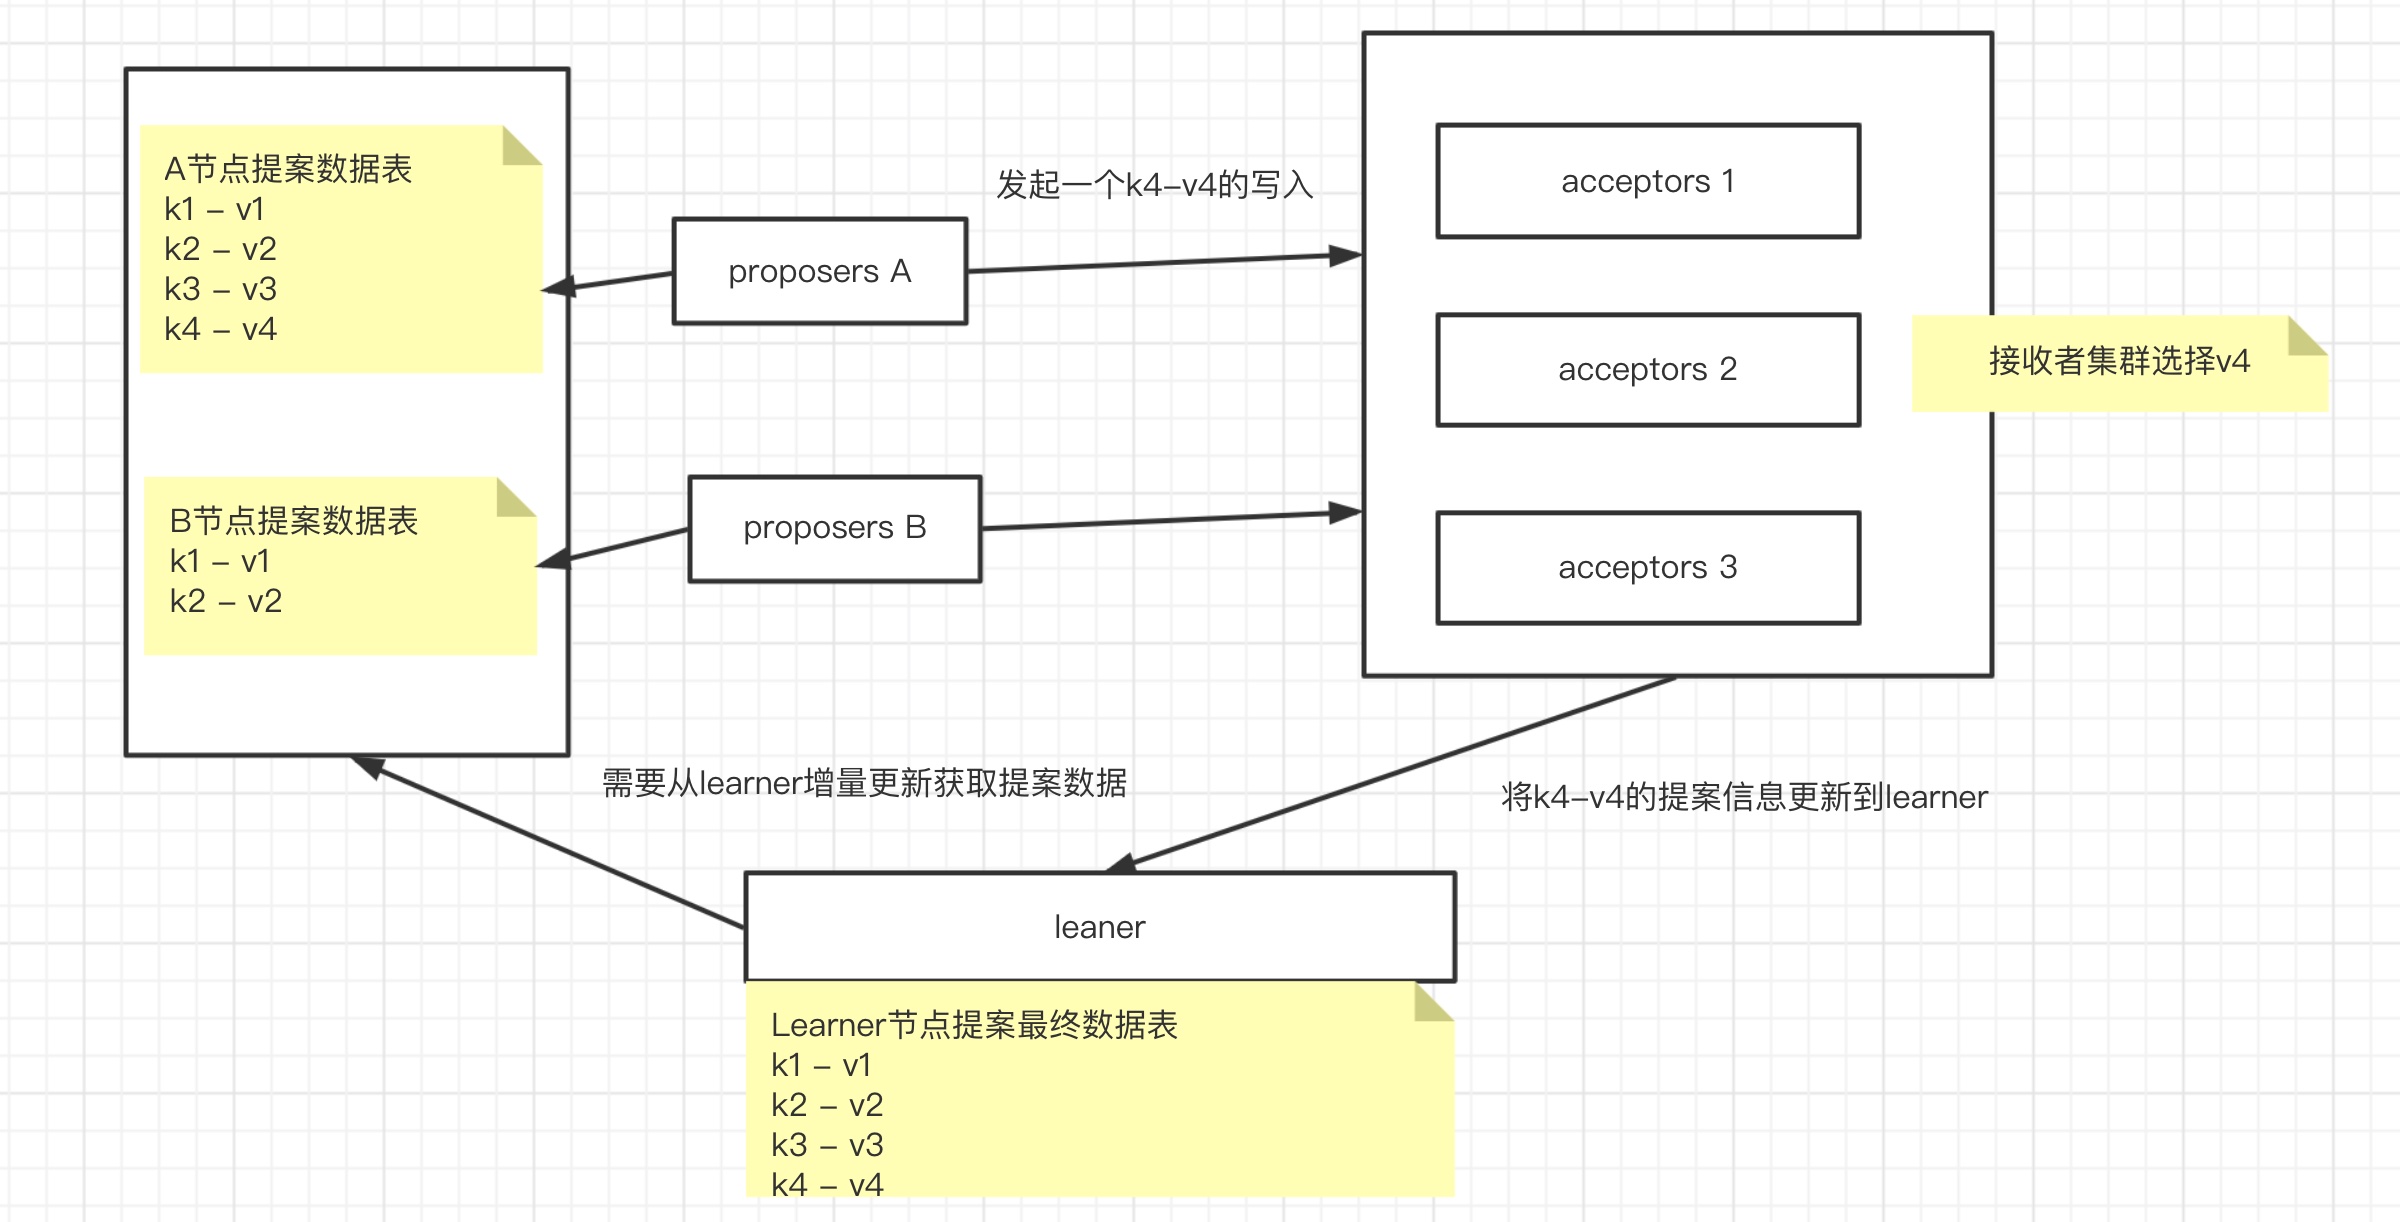 A节点提案数据表
k1 – v1
k2 – v2
k3 – v3
k4 – v4
B节点提案数据表
k1 – v1
k2 – v2
proposers A
发起一个k4–v4的写入
proposers B
acceptors 1
acceptors 2
acceptors 3
接收者集群选择v4
需要从learner增量更新获取提案数据
将k4–v4的提案信息更新到learner
leaner
Learner节点提案最终数据表
k1 – v1
k2 – v2
k3 – v3
k4 – v4